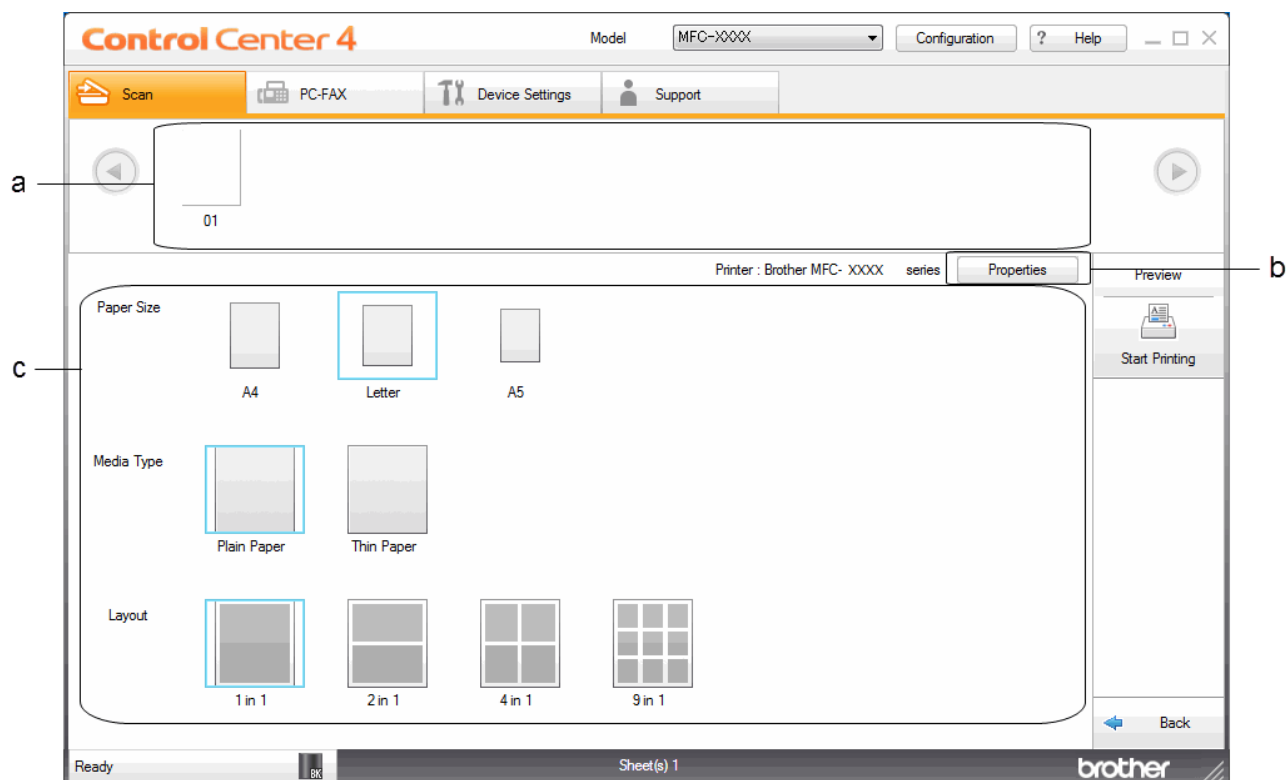 Control Center 4
Model MFC-XXXX Configuration ? Help
Scan PC-FAX Device Settings Support
a
01
Printer : Brother MFC- XXXX series Properties
b
Preview
Paper Size
Start Printing
c
A4 Letter A5
Media Type
Plain Paper Thin Paper
Layout
1 in 1 2 in 1 4 in 1 9 in 1
Back
Ready BK Sheet(s) 1 brother